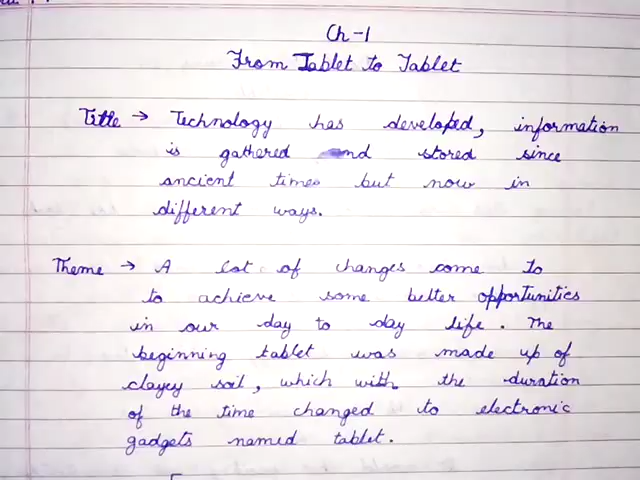 Ch-1
From Tablet to Tablet
Title → Technology has developed, information
is gathered and stored since
ancient times but now in
different ways.
Theme → A lot of changes come to
to achieve some better opportunities
in our day to day life. The
beginning tablet was made up of
clayey soil, which with the duration
of the time changed to electronic
gadgets named tablet.